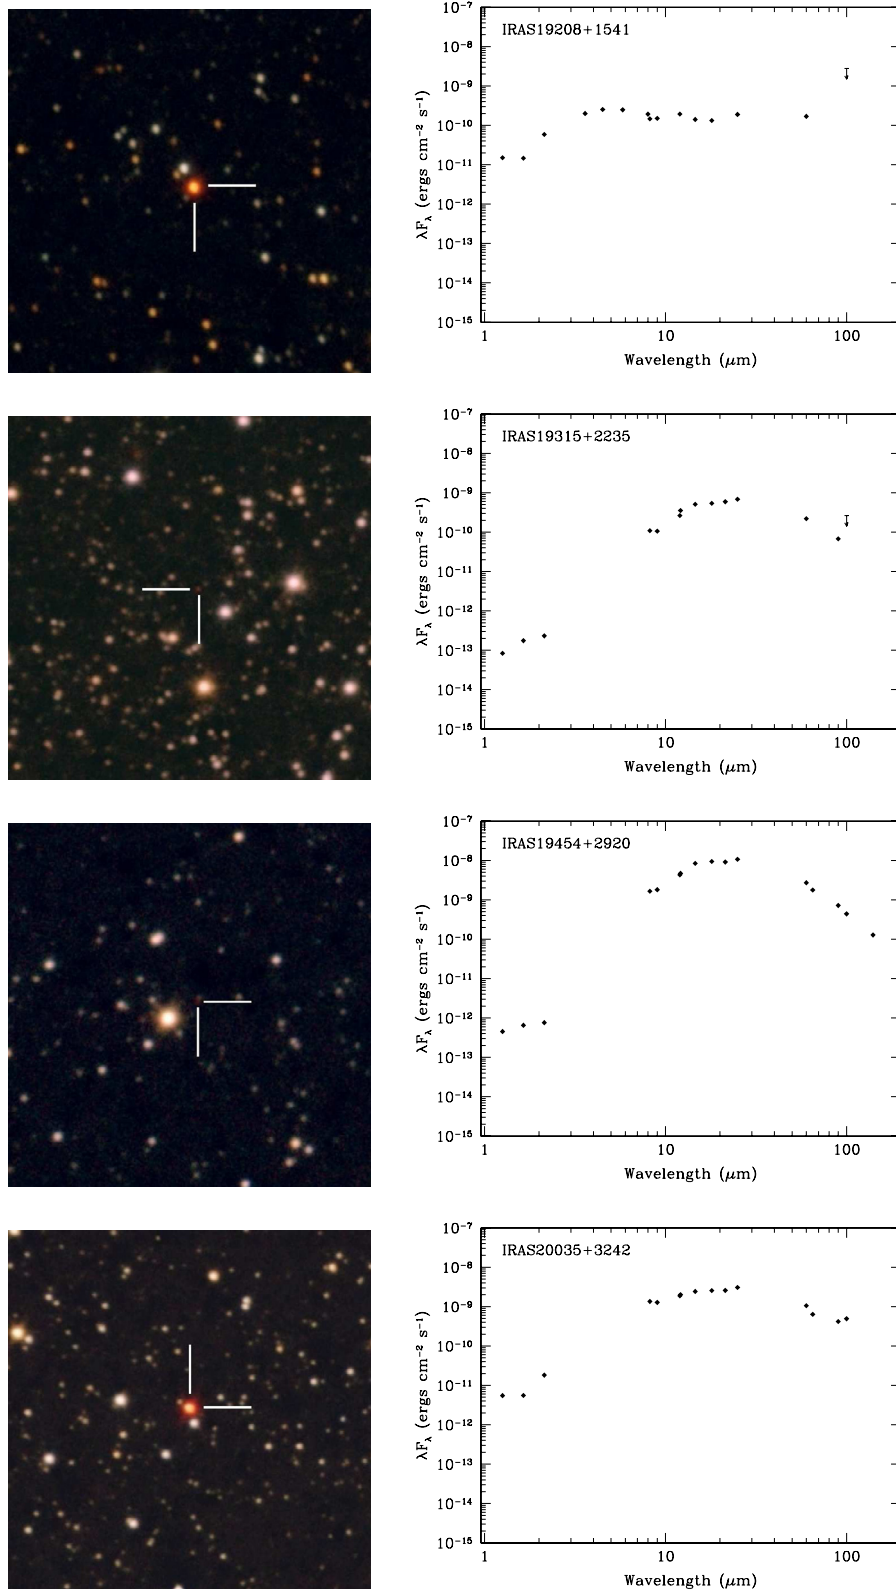 10⁻⁷
10⁻⁸
10⁻⁹
10⁻¹⁰
10⁻¹¹
10⁻¹²
10⁻¹³
10⁻¹⁴
10⁻¹⁵
λF_λ (ergs cm⁻² s⁻¹)
IRAS19208+1541
1 10 100
Wavelength (μm)
10⁻⁷
10⁻⁸
10⁻⁹
10⁻¹⁰
10⁻¹¹
10⁻¹²
10⁻¹³
10⁻¹⁴
10⁻¹⁵
λF_λ (ergs cm⁻² s⁻¹)
IRAS19315+2235
1 10 100
Wavelength (μm)
10⁻⁷
10⁻⁸
10⁻⁹
10⁻¹⁰
10⁻¹¹
10⁻¹²
10⁻¹³
10⁻¹⁴
10⁻¹⁵
λF_λ (ergs cm⁻² s⁻¹)
IRAS19454+2920
1 10 100
Wavelength (μm)
10⁻⁷
10⁻⁸
10⁻⁹
10⁻¹⁰
10⁻¹¹
10⁻¹²
10⁻¹³
10⁻¹⁴
10⁻¹⁵
λF_λ (ergs cm⁻² s⁻¹)
IRAS20035+3242
1 10 100
Wavelength (μm)